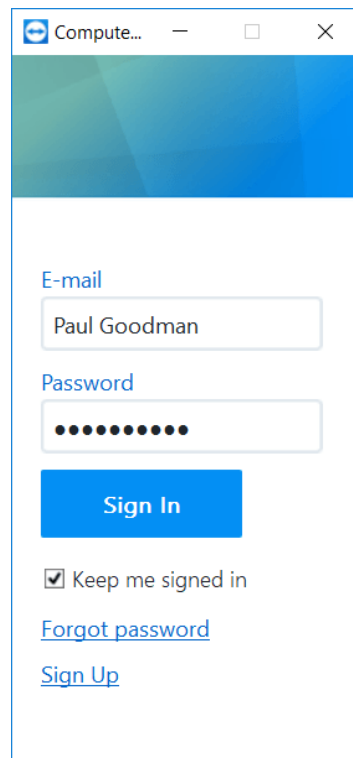 Compute...
E-mail
Paul Goodman
Password
●●●●●●●●●●
Sign In
Keep me signed in
Forgot password
Sign Up